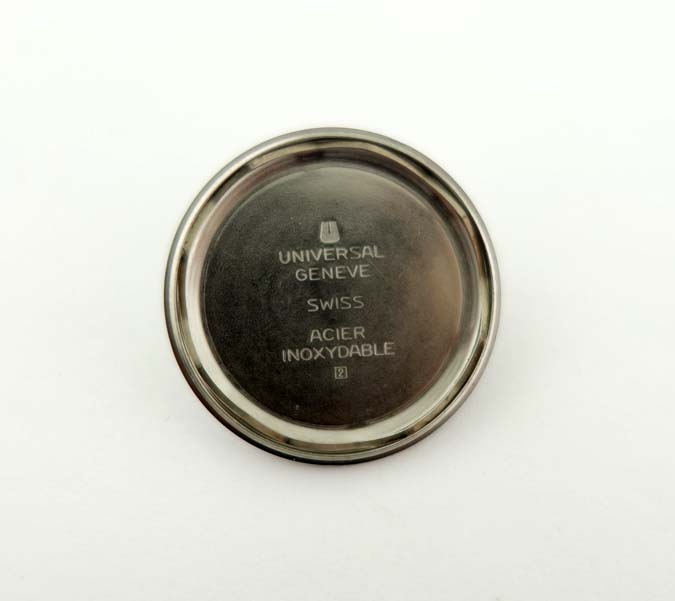 UNIVERSAL
GENEVE
SWISS
ACIER
INOXYDABLE
2